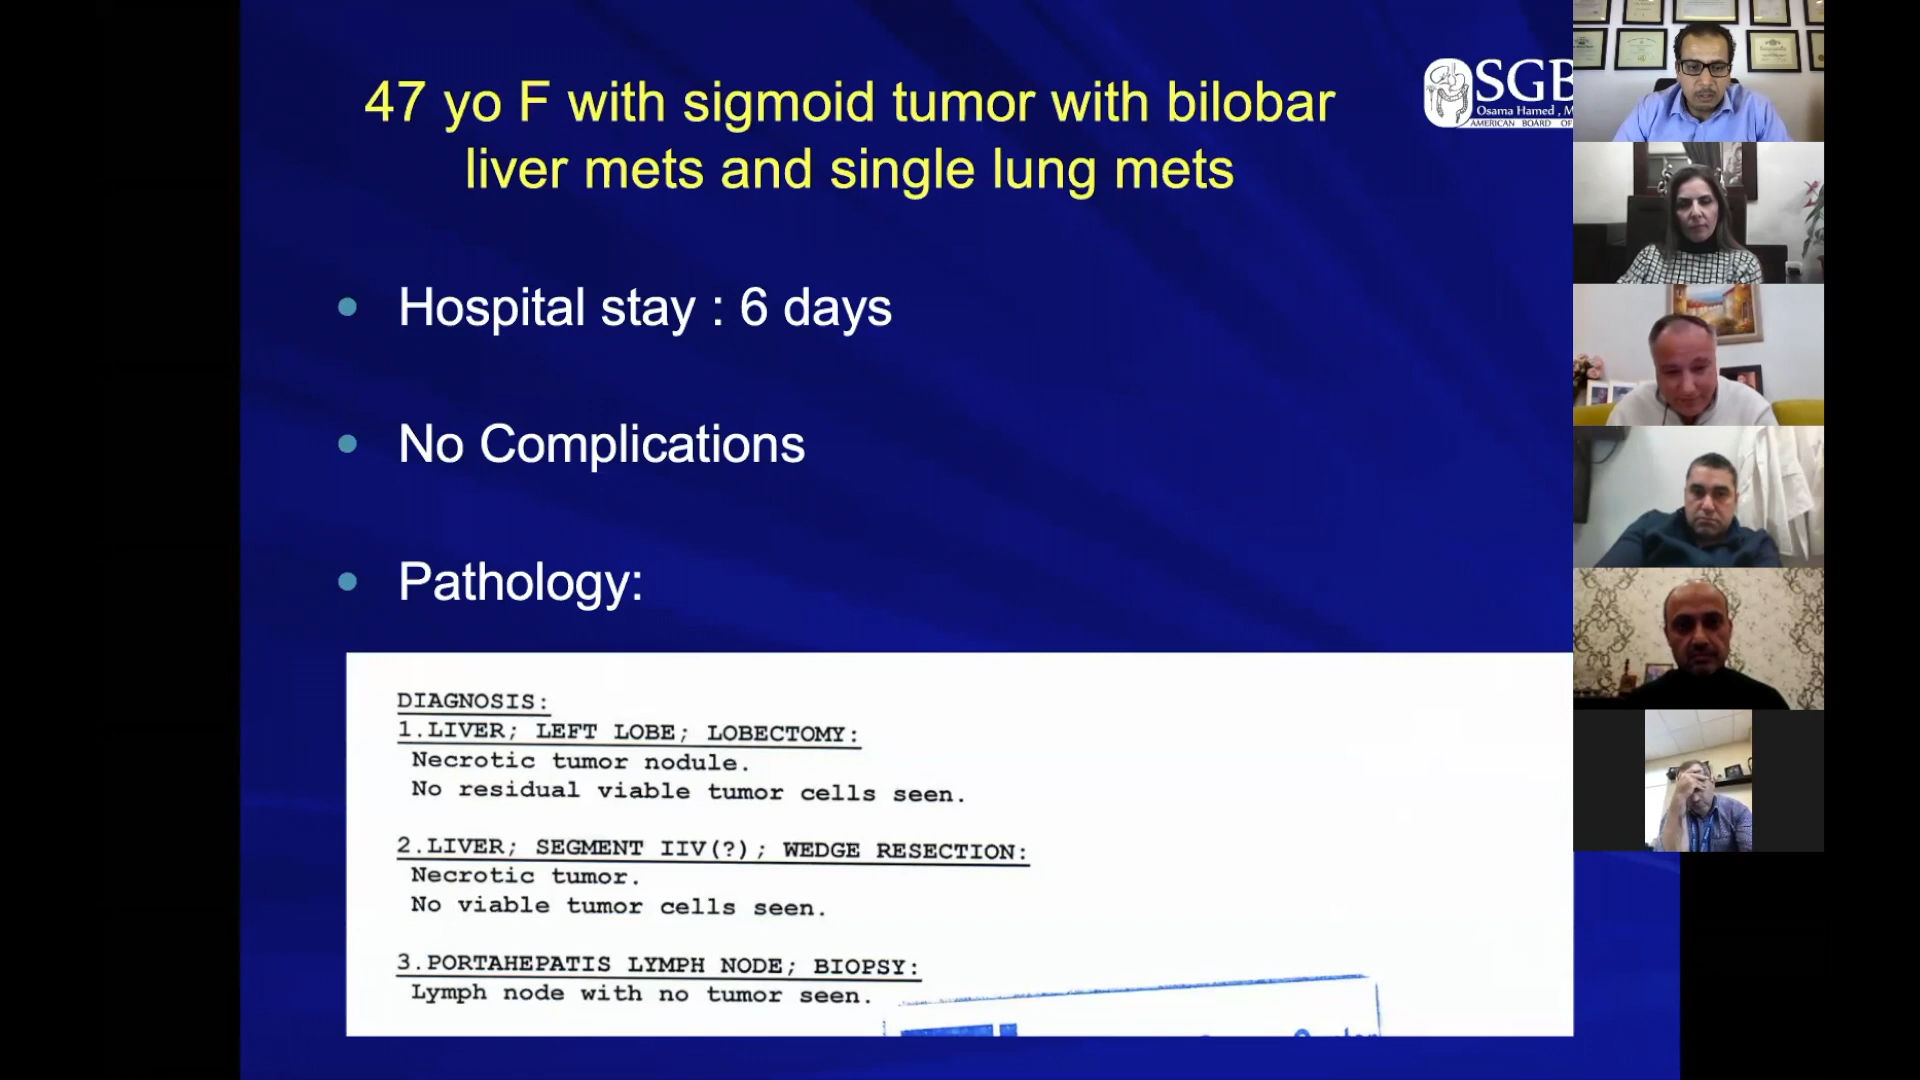 47 yo F with sigmoid tumor with bilobar
liver mets and single lung mets
SGB
Osama Hamed , M
AMERICAN BOARD OF
• Hospital stay : 6 days
• No Complications
• Pathology:
DIAGNOSIS:
1.LIVER; LEFT LOBE; LOBECTOMY:
Necrotic tumor nodule.
No residual viable tumor cells seen.
2.LIVER; SEGMENT IIV(?); WEDGE RESECTION:
Necrotic tumor.
No viable tumor cells seen.
3.PORTAHEPATIS LYMPH NODE; BIOPSY:
Lymph node with no tumor seen.